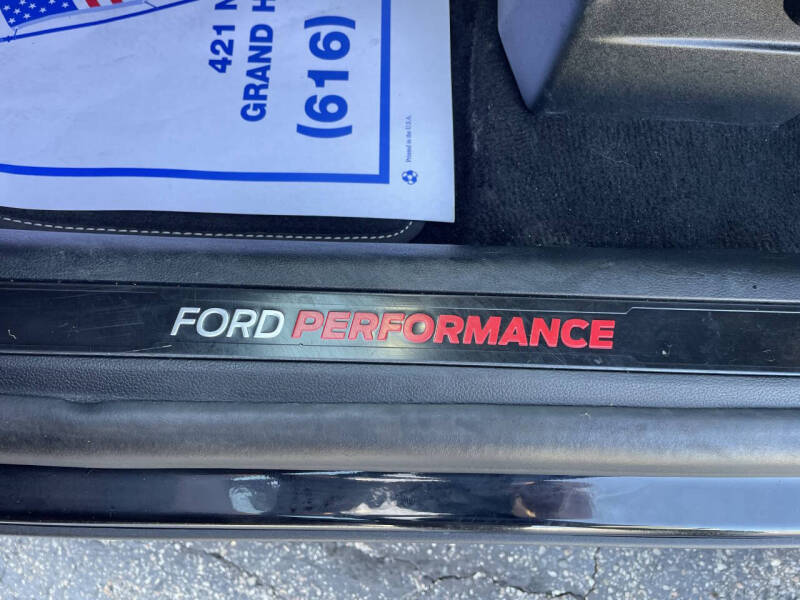 421 N
GRAND H
(616)
Printed in the U.S.A.
FORD PERFORMANCE